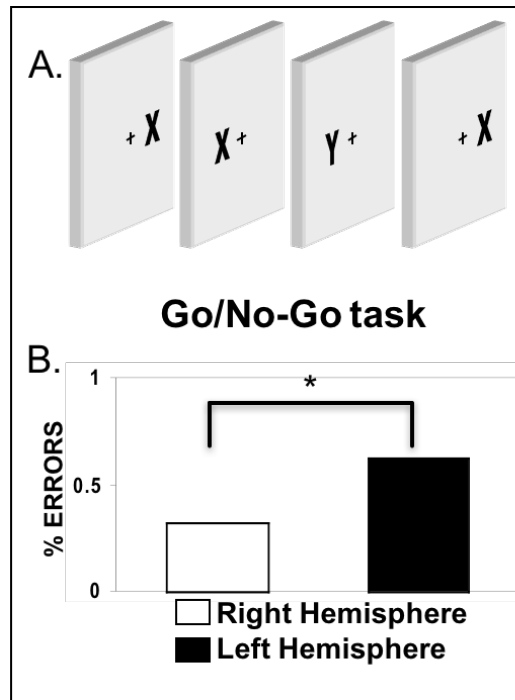 A.
+ X X + Y + + X
Go/No-Go task
B.
1
*
0.5
0
% ERRORS
Right Hemisphere
Left Hemisphere